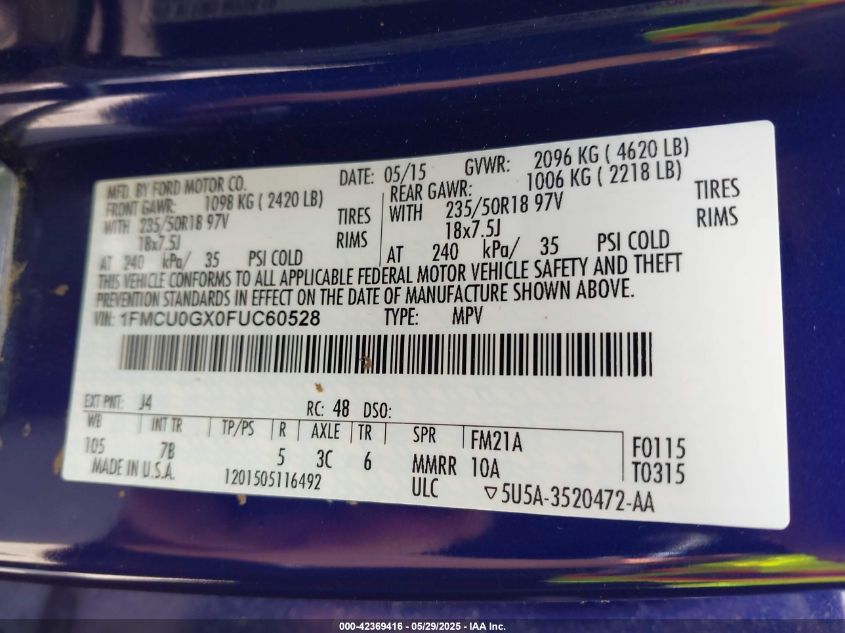 MFD. BY FORD MOTOR CO. DATE: 05/15 GVWR: 2096 KG ( 4620 LB)
FRONT GAWR: 1098 KG ( 2420 LB) REAR GAWR: 1006 KG ( 2218 LB)
WITH 235/50R18 97V TIRES WITH 235/50R18 97V TIRES
18x7.5J RIMS 18x7.5J RIMS
AT 240 kPa/ 35 PSI COLD AT 240 kPa/ 35 PSI COLD
THIS VEHICLE CONFORMS TO ALL APPLICABLE FEDERAL MOTOR VEHICLE SAFETY AND THEFT
PREVENTION STANDARDS IN EFFECT ON THE DATE OF MANUFACTURE SHOWN ABOVE.
VIN: 1FMCU0GX0FUC60528 TYPE: MPV
EXT PNT: J4 RC: 48 DSO:
WB INT TR TP/PS R AXLE TR SPR FM21A F0115
105 7B 5 3C 6 MMRR 10A T0315
MADE IN U.S.A. 1201505116492 ULC ▽5U5A-3520472-AA
000-42369416 - 05/29/2025 - IAA Inc.